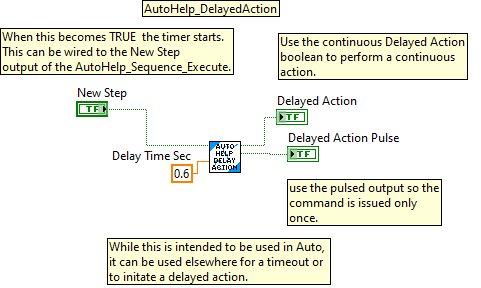 AutoHelp_DelayedAction
When this becomes TRUE the timer starts.
This can be wired to the New Step
output of the AutoHelp_Sequence_Execute.
Use the continuous Delayed Action
boolean to perform a continuous
action.
New Step
TF
Delayed Action
TF
Delayed Action Pulse
TF
Delay Time Sec
0.6
AUTO
HELP
DELAY
ACTION
use the pulsed output so the
command is issued only
once.
While this is intended to be used in Auto,
it can be used elsewhere for a timeout or
to initate a delayed action.